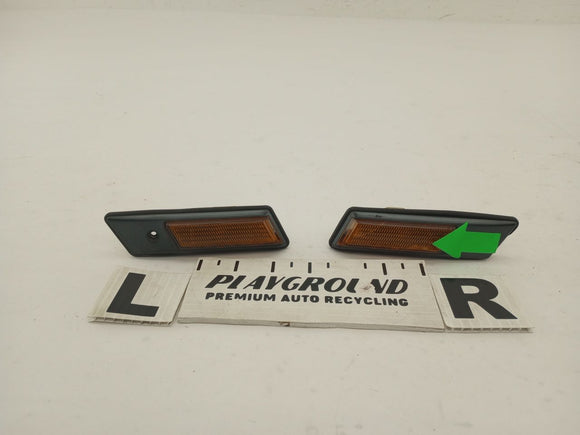 L
PLAYGROUND
PREMIUM AUTO RECYCLING
R